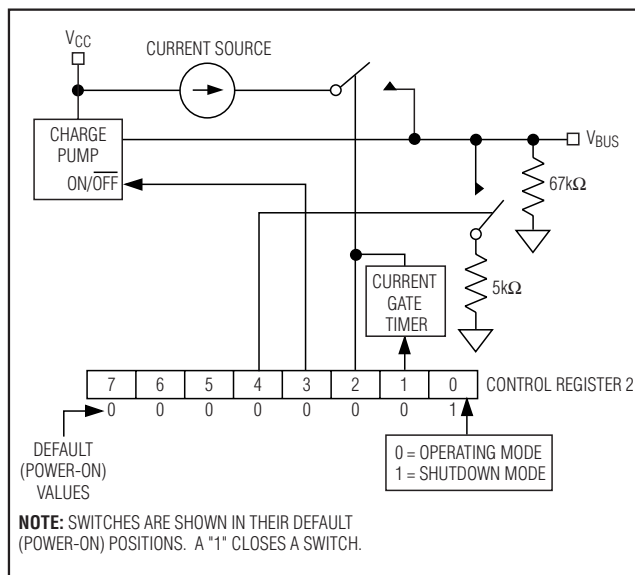 VCC
CURRENT SOURCE
CHARGE
PUMP
ON/OFF
VBUS
67kΩ
5kΩ
CURRENT
GATE
TIMER
7 6 5 4 3 2 1 0 CONTROL REGISTER 2
0 0 0 0 0 0 0 1
DEFAULT
(POWER-ON)
VALUES
0 = OPERATING MODE
1 = SHUTDOWN MODE
NOTE: SWITCHES ARE SHOWN IN THEIR DEFAULT
(POWER-ON) POSITIONS. A "1" CLOSES A SWITCH.